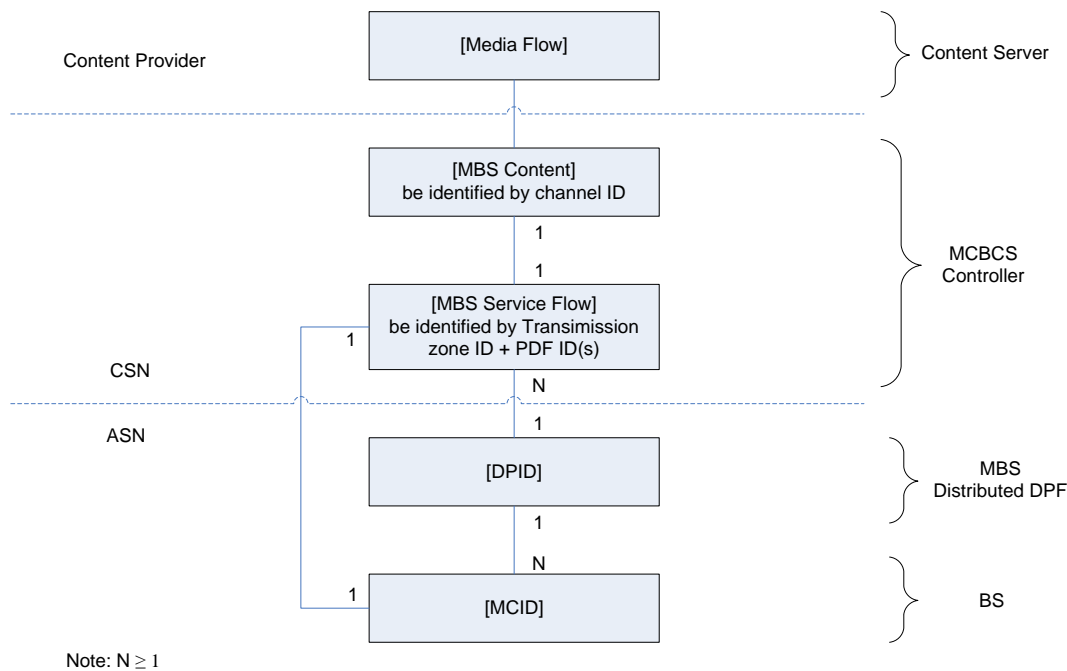 [Media Flow]
Content Provider
Content Server
[MBS Content]
be identified by channel ID
1
1
MCBCS
Controller
[MBS Service Flow]
be identified by Transimission
zone ID + PDF ID(s)
1
CSN
N
ASN
1
[DPID]
MBS
Distributed DPF
1
N
1
[MCID]
BS
Note: N ≥ 1